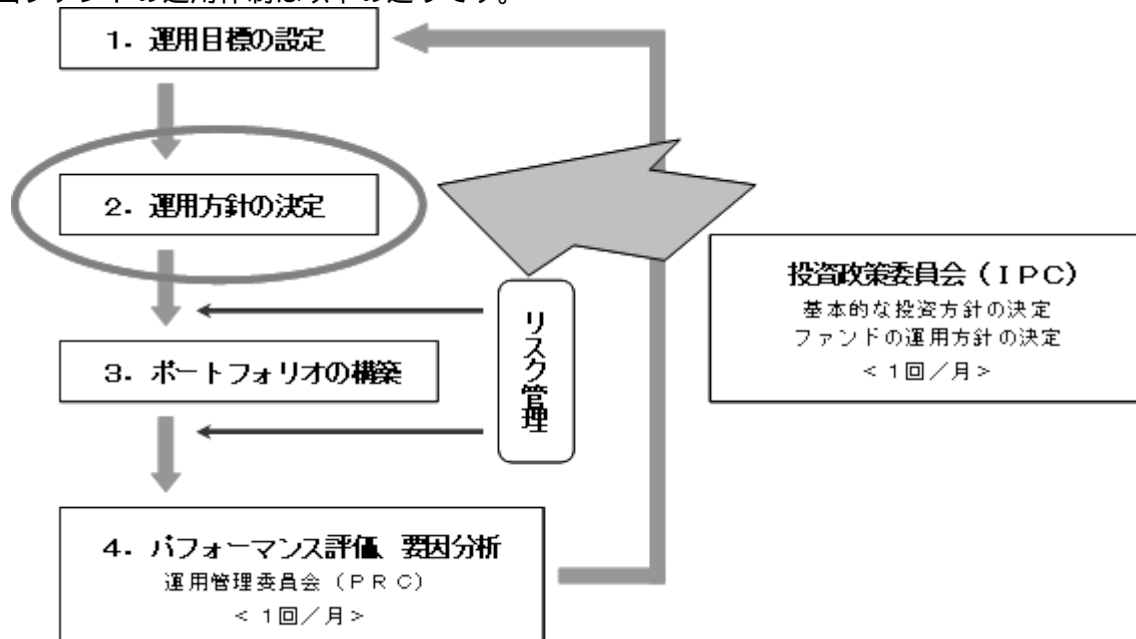 1．運用目標の設定
2．運用方針の決定
投資政策委員会（ＩＰＣ）
基本的な投資方針の決定
ファンドの運用方針の決定
＜１回／月＞
リスク管理
3．ポートフォリオの構築
4．パフォーマンス評価、要因分析
運用管理委員会（ＰＲＣ）
＜１回／月＞